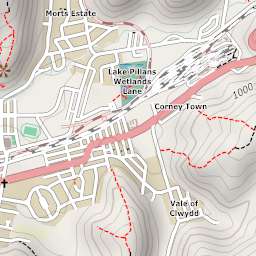 Morts Estate
Lake Pillans
Wetlands
Lane
Corney Town
1000
Vale of
Clwydd